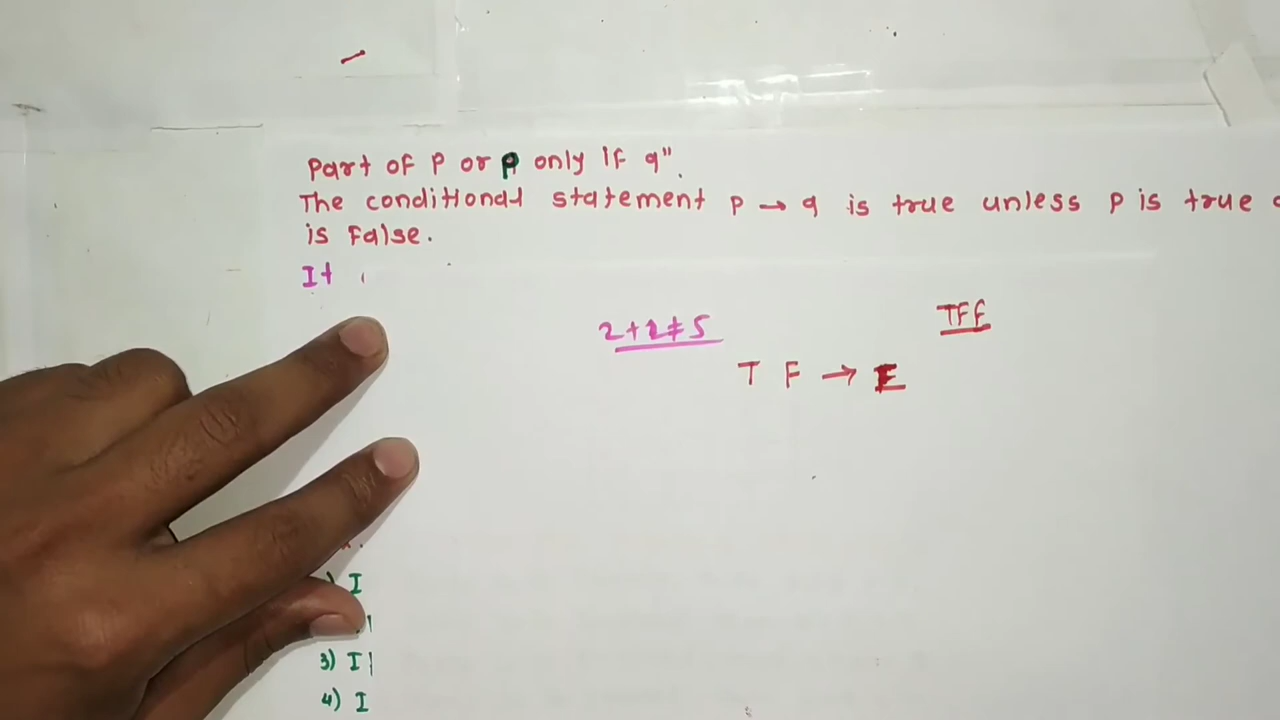 Part of P or P only if q".
The conditional statement p → q is true unless p is true
is False.
It
2+2≠5
TFF
T F → F
I
3) I
4) I